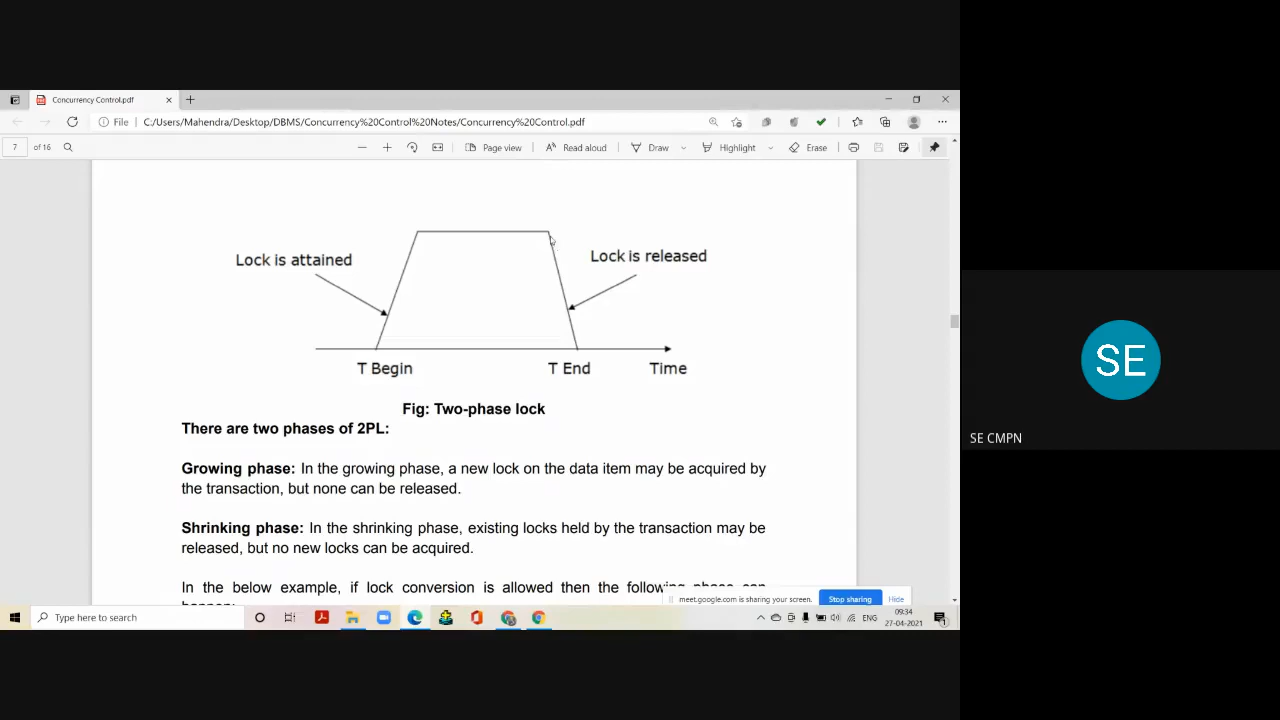 Concurrency Control.pdf
File
C:/Users/Mahendra/Desktop/DBMS/Concurrency%20Control%20Notes/Concurrency%20Control.pdf
7 of 16
Page view
Read aloud
Draw
Highlight
Erase
Lock is attained
Lock is released
T Begin
T End
Time
Fig: Two-phase lock
There are two phases of 2PL:
Growing phase: In the growing phase, a new lock on the data item may be acquired by
the transaction, but none can be released.
Shrinking phase: In the shrinking phase, existing locks held by the transaction may be
released, but no new locks can be acquired.
In the below example, if lock conversion is allowed then the following phase can
happen:
meet.google.com is sharing your screen.
Stop sharing
Hide
Type here to search
ENG
09:34
27-04-2021
SE
SE CMPN